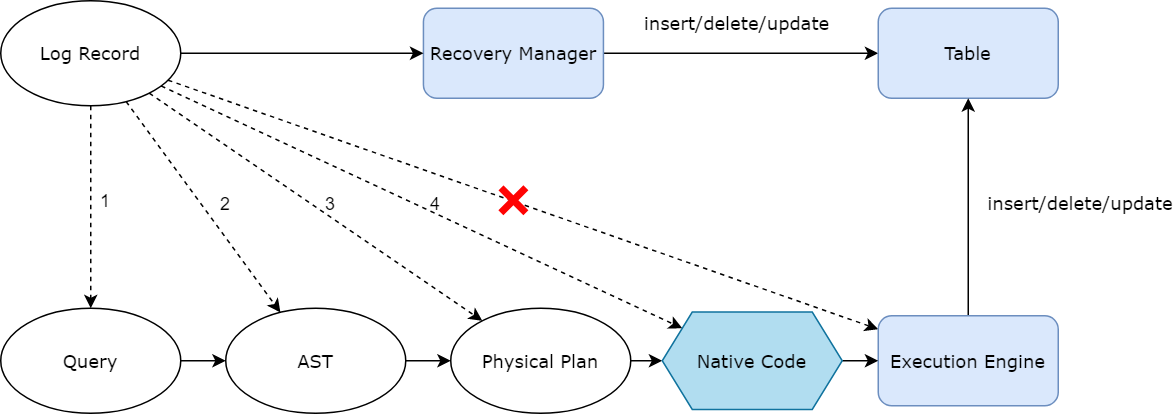 Log Record
Recovery Manager
insert/delete/update
Table
1
2
3
4
insert/delete/update
Query
AST
Physical Plan
Native Code
Execution Engine